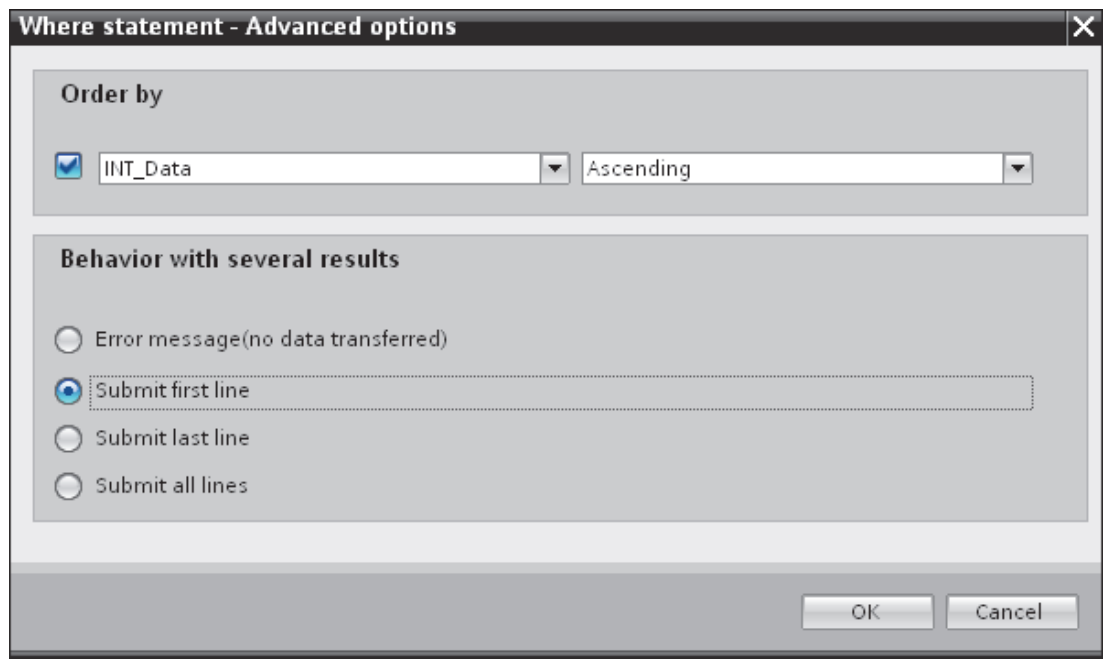 Where statement - Advanced options
Order by
INT_Data Ascending
Behavior with several results
Error message(no data transferred)
Submit first line
Submit last line
Submit all lines
OK Cancel